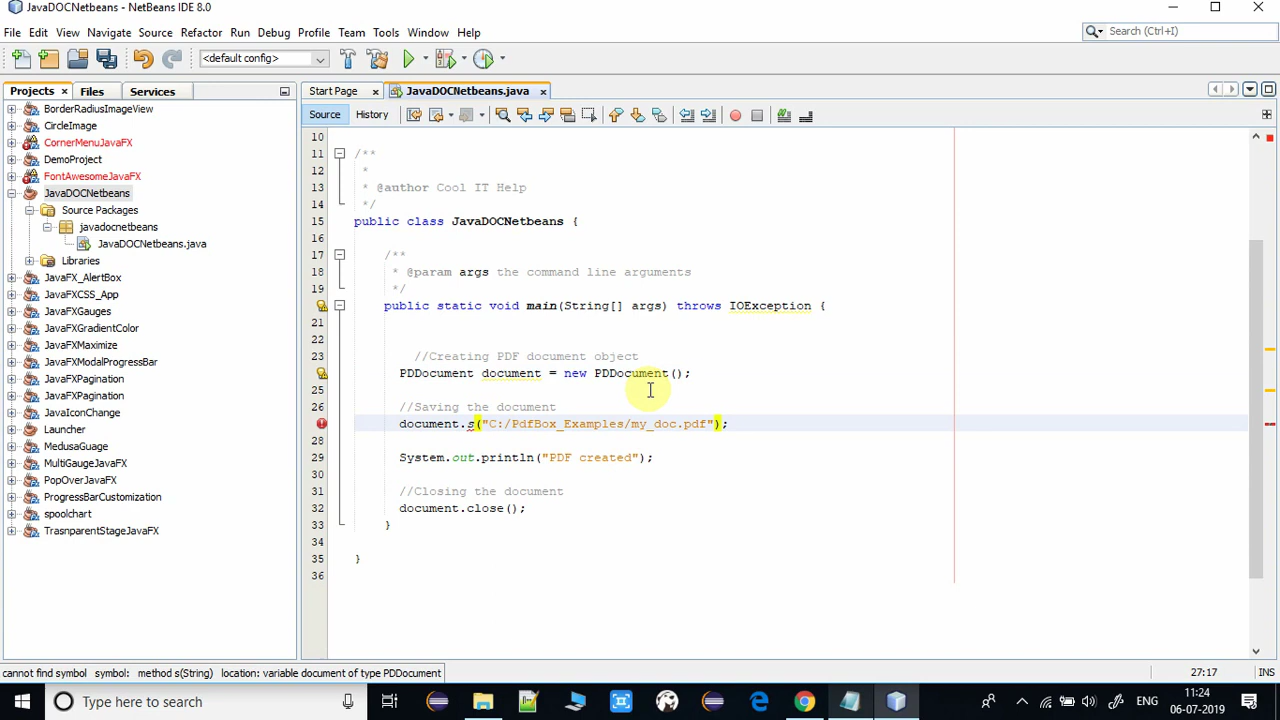 JavaDOCNetbeans - NetBeans IDE 8.0
File Edit View Navigate Source Refactor Run Debug Profile Team Tools Window Help
Search (Ctrl+I)
<default config>
Projects Files Services
Start Page JavaDOCNetbeans.java
Source History
BorderRadiusImageView
CircleImage
CornerMenuJavaFX
DemoProject
FontAwesomeJavaFX
JavaDOCNetbeans
Source Packages
javadocnetbeans
JavaDOCNetbeans.java
Libraries
JavaFX_AlertBox
JavaFXCSS_App
JavaFXGauges
JavaFXGradientColor
JavaFXMaximize
JavaFXModalProgressBar
JavaFXPagination
JavaFXPagination
JavaIconChange
Launcher
MedusaGuage
MultiGaugeJavaFX
PopOverJavaFX
ProgressBarCustomization
spoolchart
TrasnparentStageJavaFX
10
11 /**
12 *
13 * @author Cool IT Help
14 */
15 public class JavaDOCNetbeans {
16
17 /**
18 * @param args the command line arguments
19 */
public static void main(String[] args) throws IOException {
21
22
23 //Creating PDF document object
PDDocument document = new PDDocument();
25
26 //Saving the document
document.s("C:/PdfBox_Examples/my_doc.pdf");
28
29 System.out.println("PDF created");
30
31 //Closing the document
32 document.close();
33 }
34
35 }
36
cannot find symbol symbol: method s(String) location: variable document of type PDDocument
27:17 INS
Type here to search
ENG
11:24
06-07-2019